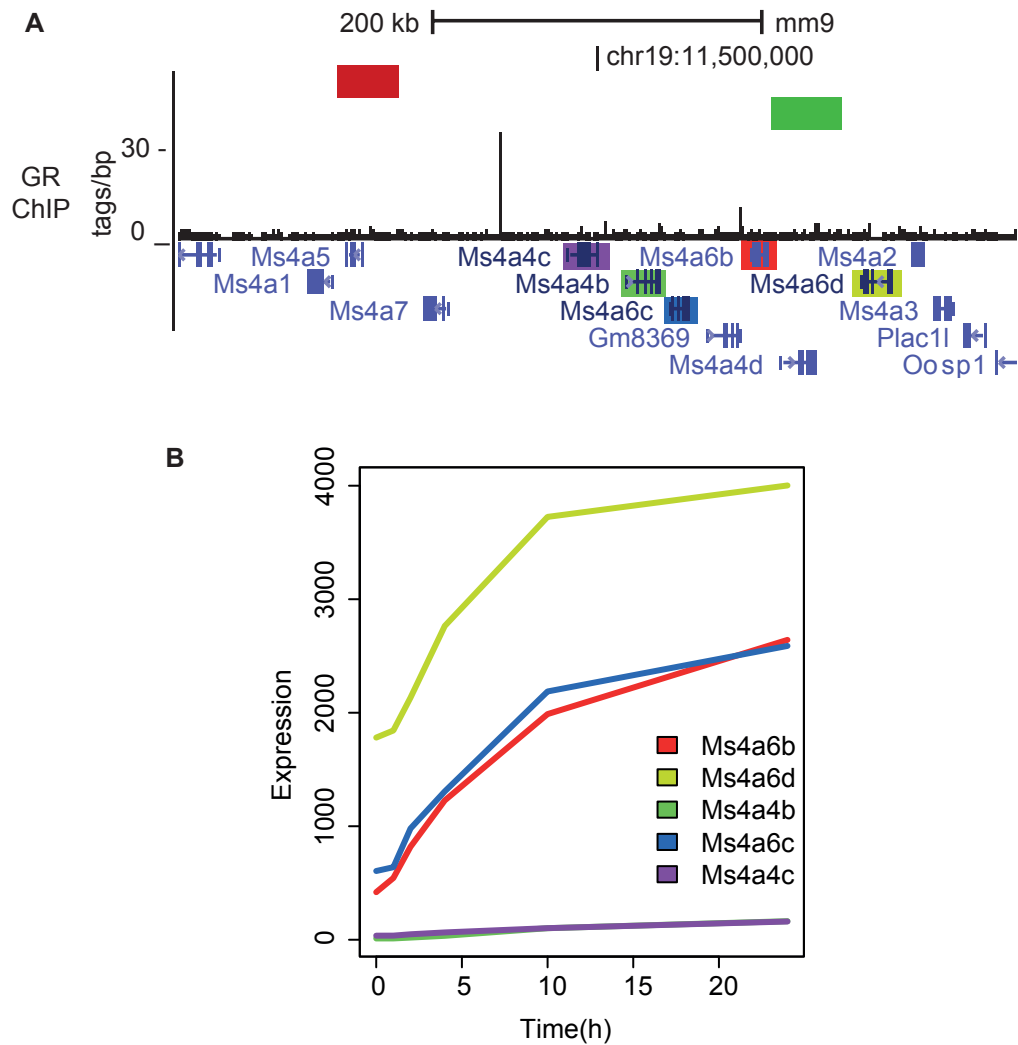 A
200 kb mm9
chr19:11,500,000
GR ChIP
tags/bp
30 -
0
Ms4a5 Ms4a4c Ms4a6b Ms4a2
Ms4a1 Ms4a4b Ms4a6d
Ms4a7 Ms4a6c Ms4a3
Gm8369 Plac1l
Ms4a4d Oosp1
B
4000
3000
2000
1000
0
Expression
Ms4a6b
Ms4a6d
Ms4a4b
Ms4a6c
Ms4a4c
0 5 10 15 20
Time(h)